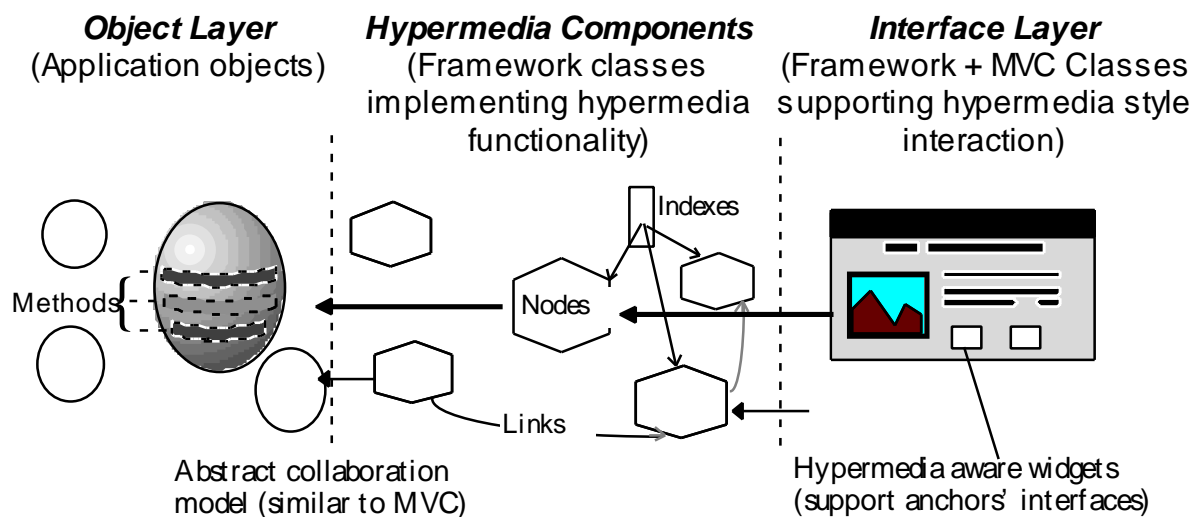 Object Layer
(Application objects)
Hypermedia Components
(Framework classes
implementing hypermedia
functionality)
Interface Layer
(Framework + MVC Classes
supporting hypermedia style
interaction)
Indexes
Methods
Nodes
Links
Abstract collaboration
model (similar to MVC)
Hypermedia aware widgets
(support anchors' interfaces)